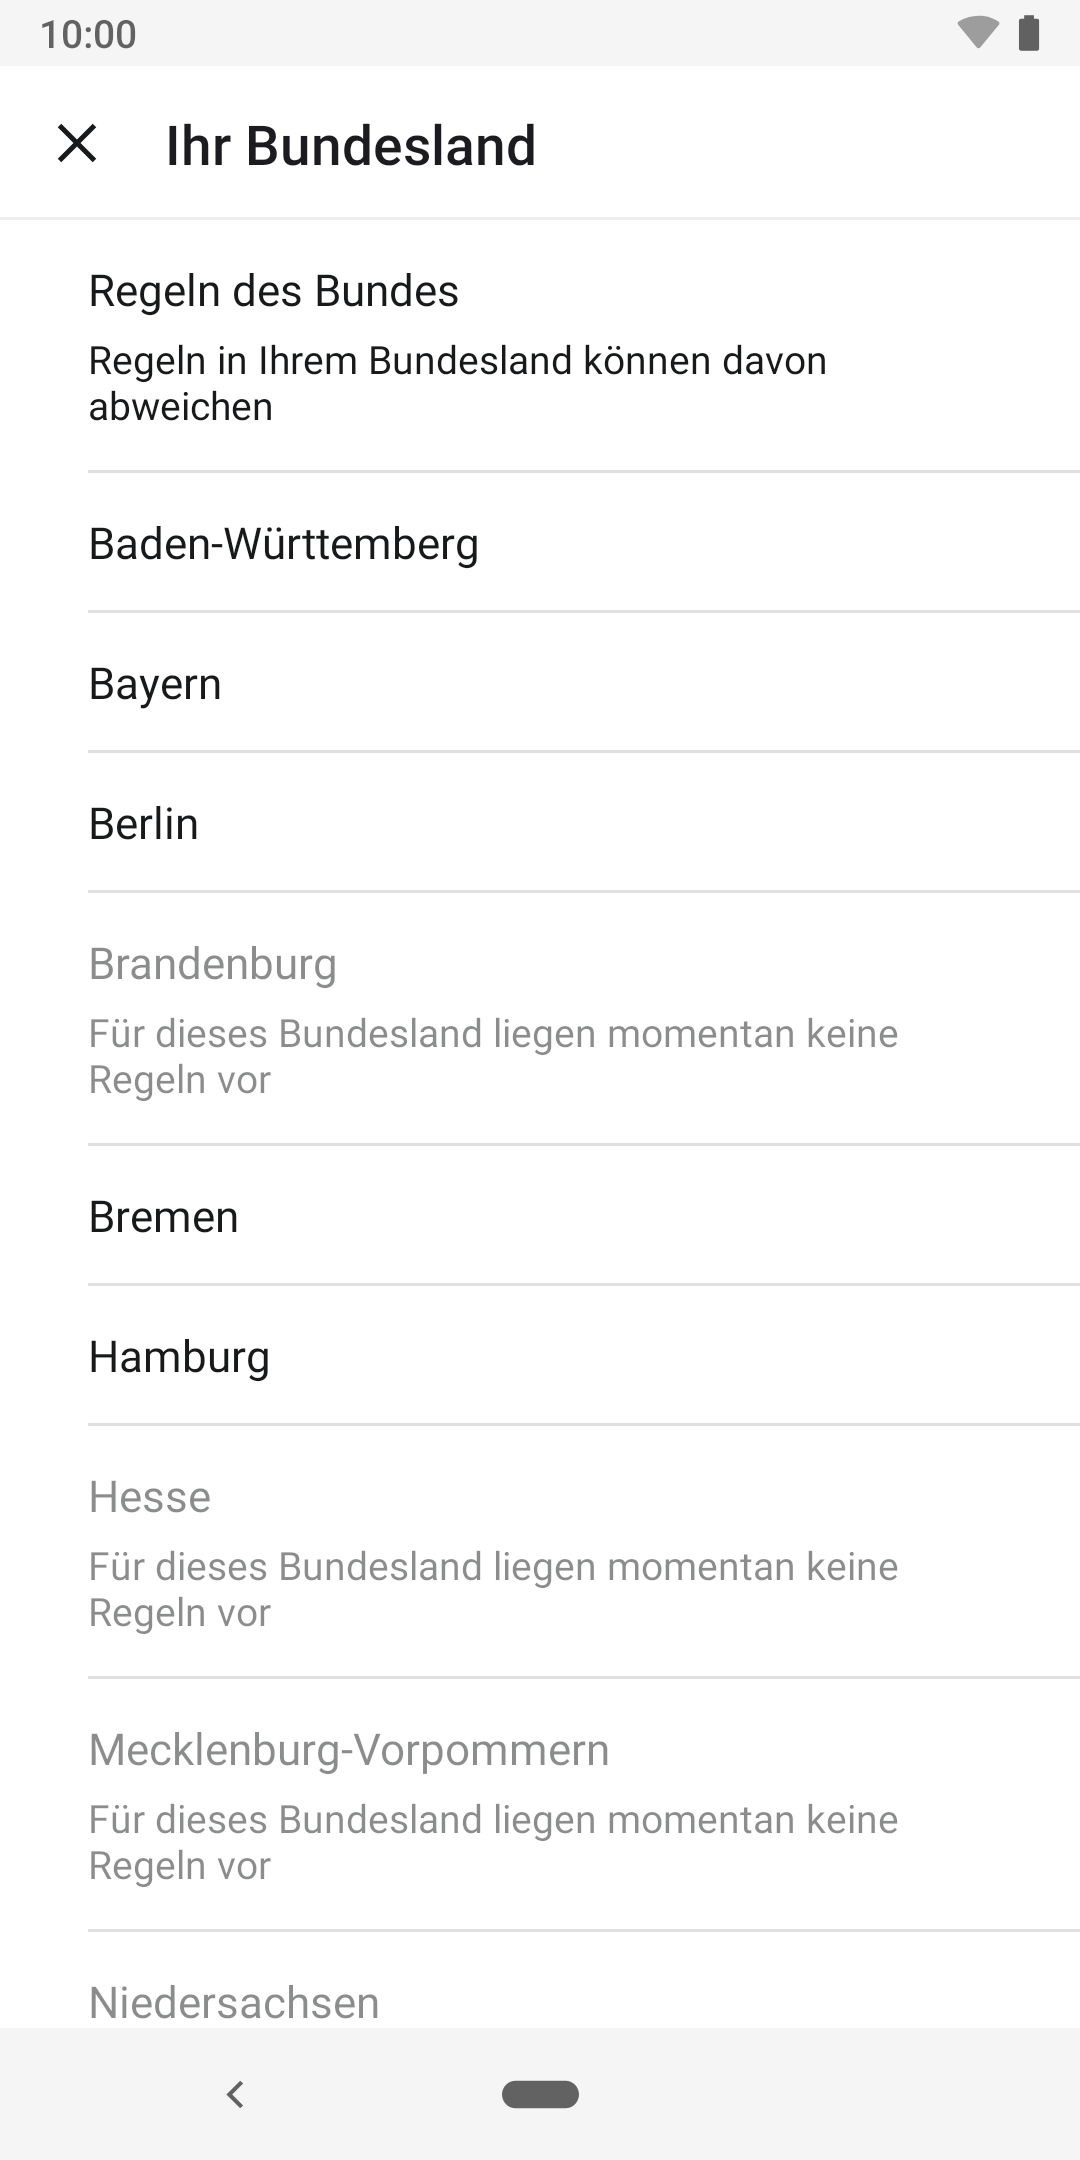 10:00
Ihr Bundesland
Regeln des Bundes
Regeln in Ihrem Bundesland können davon
abweichen
Baden-Württemberg
Bayern
Berlin
Brandenburg
Für dieses Bundesland liegen momentan keine
Regeln vor
Bremen
Hamburg
Hesse
Für dieses Bundesland liegen momentan keine
Regeln vor
Mecklenburg-Vorpommern
Für dieses Bundesland liegen momentan keine
Regeln vor
Niedersachsen